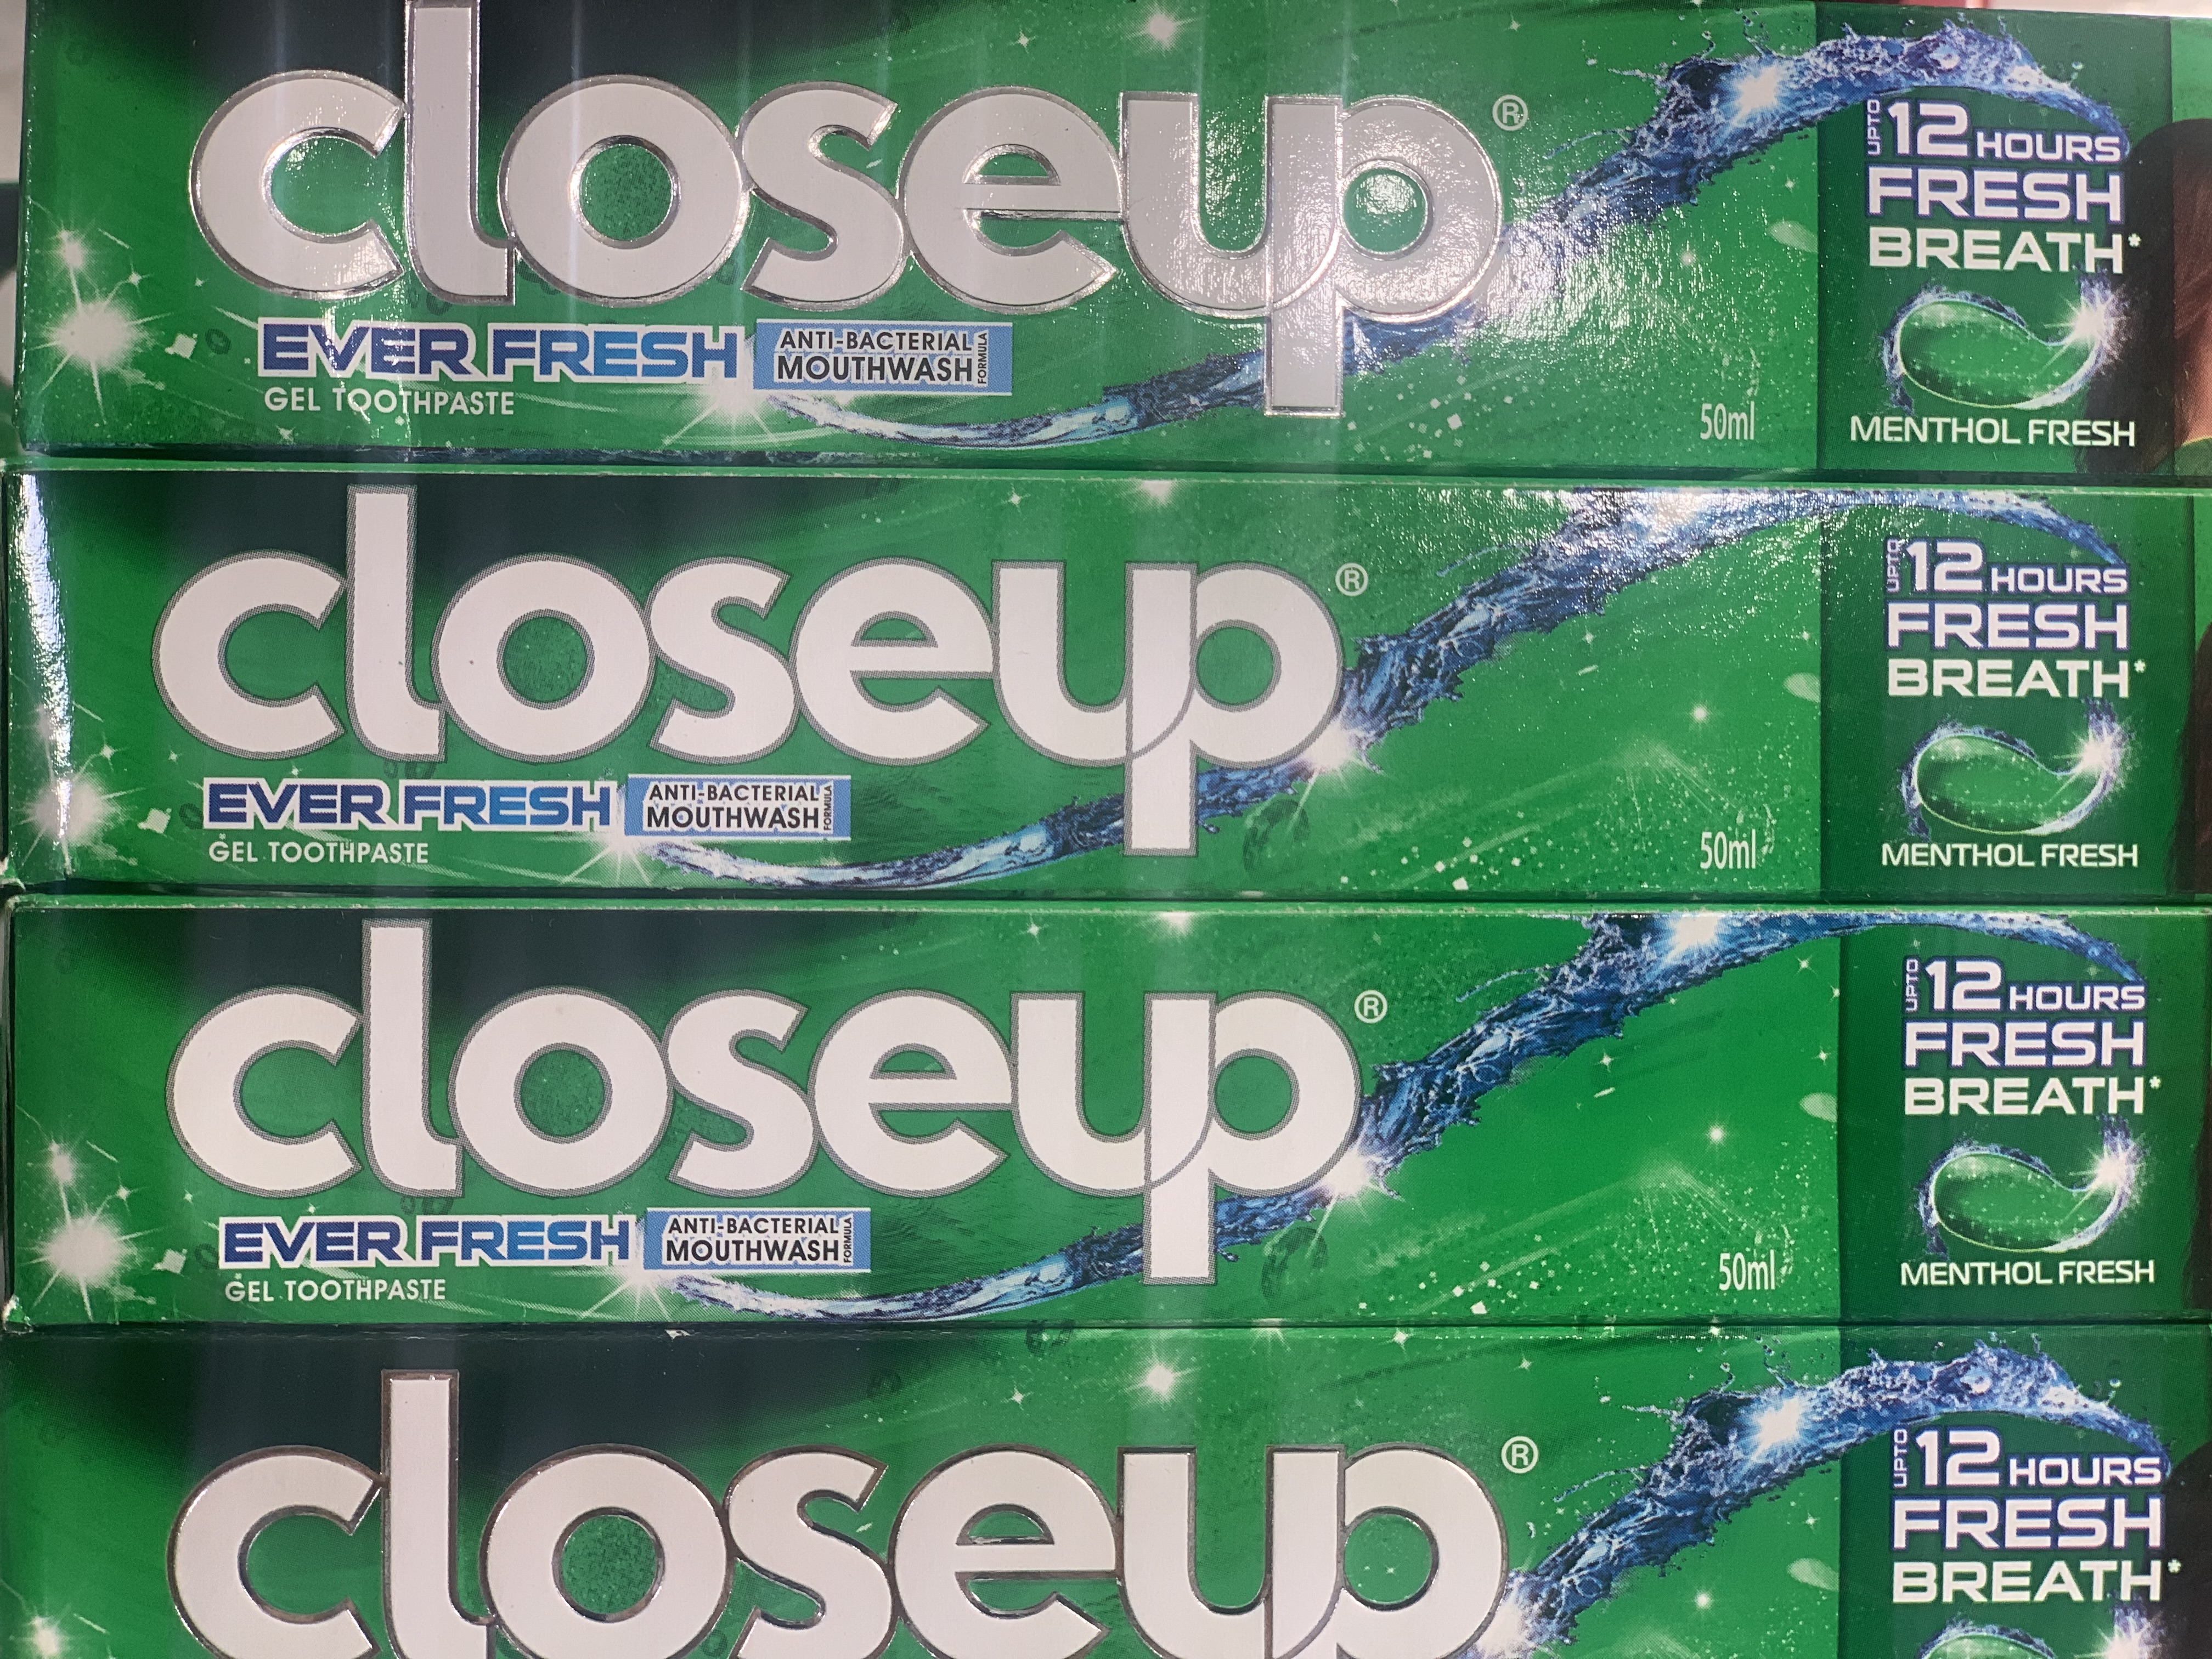 closeup®
EVER FRESH ANTI-BACTERIAL MOUTHWASH FORMULA
GEL TOOTHPASTE
50ml
UPTO 12 HOURS
FRESH
BREATH*
MENTHOL FRESH
closeup®
EVER FRESH ANTI-BACTERIAL MOUTHWASH FORMULA
GEL TOOTHPASTE
50ml
UPTO 12 HOURS
FRESH
BREATH*
MENTHOL FRESH
closeup®
EVER FRESH ANTI-BACTERIAL MOUTHWASH FORMULA
GEL TOOTHPASTE
50ml
UPTO 12 HOURS
FRESH
BREATH*
MENTHOL FRESH
closeup®
UPTO 12 HOURS
FRESH
BREATH*